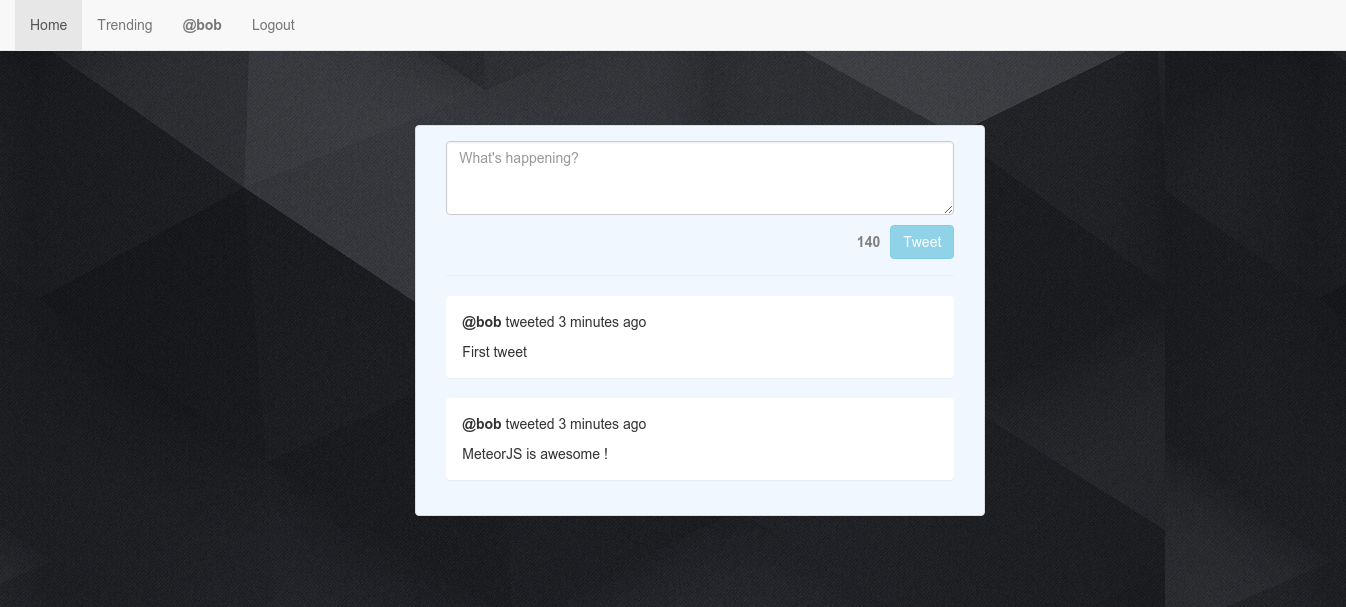 Home Trending @bob Logout
What's happening?
140 Tweet
@bob tweeted 3 minutes ago
First tweet
@bob tweeted 3 minutes ago
MeteorJS is awesome !